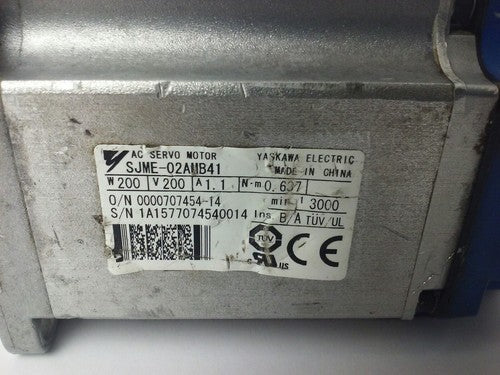 AC SERVO MOTOR YASKAWA ELECTRIC
SJME-02AMB41 MADE IN CHINA
W 200 V 200 A 1.1 N·m 0.637
O/N 0000707454-14 min-1 3000
S/N 1A1577074540014 Ins. B/A TÜV/UL
TÜV CE
c us